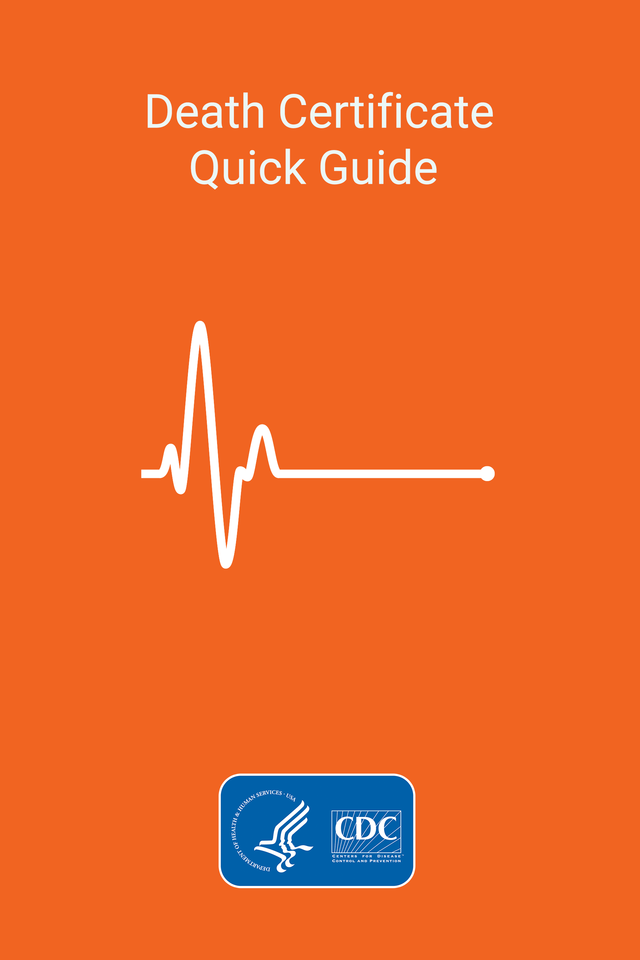 Death Certificate
Quick Guide
DEPARTMENT OF HEALTH & HUMAN SERVICES · USA
CDC
CENTERS FOR DISEASE
CONTROL AND PREVENTION